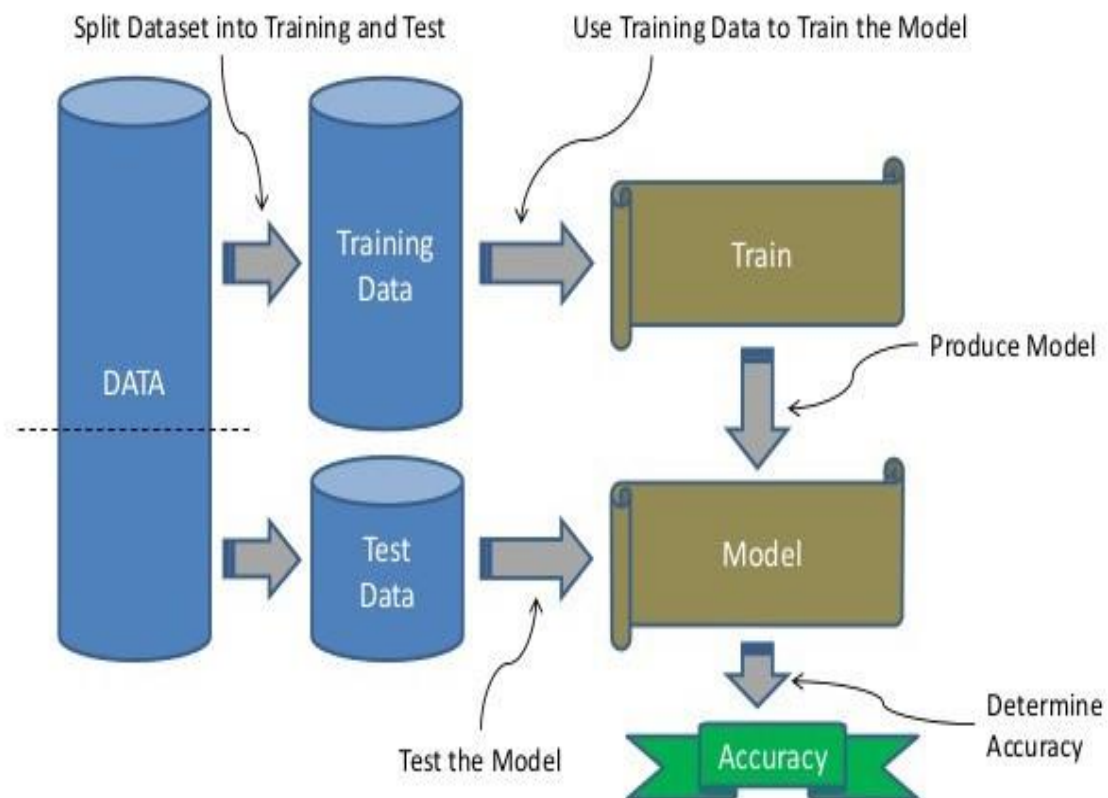 Split Dataset into Training and Test
Use Training Data to Train the Model
Training
Data
Train
DATA
Produce Model
Test
Data
Model
Test the Model
Determine
Accuracy
Accuracy